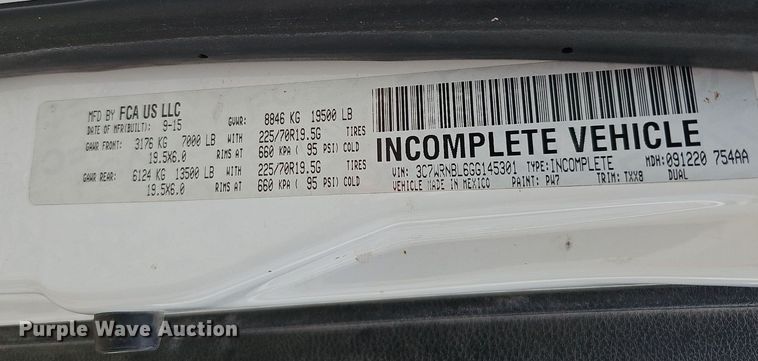 MFD BY FCA US LLC
DATE OF MFR(BUILT): 9-15
GVWR: 8846 KG 19500 LB
GAWR FRONT: 3176 KG 7000 LB WITH 225/70R19.5G TIRES
19.5X6.0 RIMS AT 660 KPA ( 95 PSI) COLD
GAWR REAR: 6124 KG 13500 LB WITH 225/70R19.5G TIRES
19.5X6.0 RIMS AT 660 KPA ( 95 PSI) COLD
INCOMPLETE VEHICLE
VIN: 3C7WRNBL6GG145301 TYPE: INCOMPLETE MDH: 091220 754AA
VEHICLE MADE IN MEXICO PAINT: PW7 TRIM: TXX8 DUAL
Purple Wave Auction